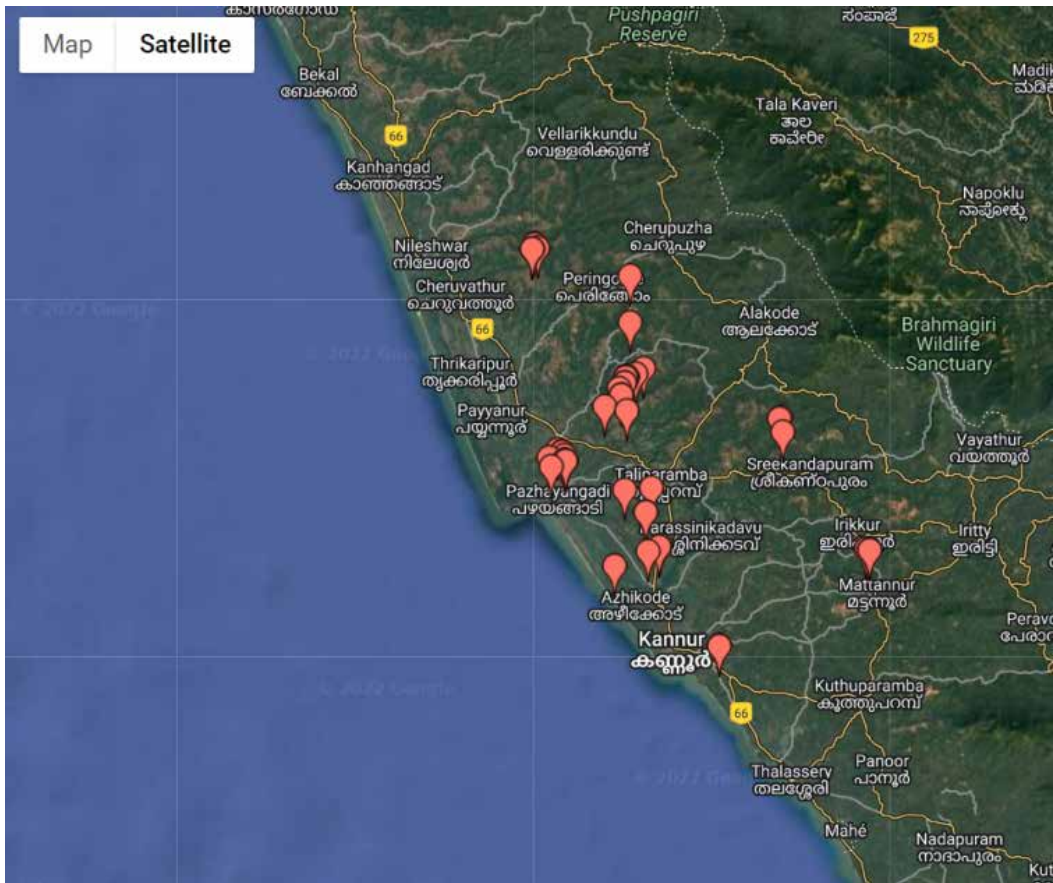 കാസർഗോഡ്
Pushpagiri
Reserve
സംപാജെ
275
Map
Satellite
Bekal
ബേക്കൽ
Tala Kaveri
താല
കാവേരീ
66
Vellarikkundu
വെള്ളരിക്കുണ്ട്
Kanhangad
കാഞ്ഞങ്ങാട്
Napoklu
നാപോക്ലു
Cherupuzha
ചെറുപുഴ
Nileshwar
നിലേശ്വർ
Cheruvathur
ചെറുവത്തൂർ
പെരിങ്ങോം
Alakode
ആലക്കോട്
66
Brahmagiri
Wildlife
Sanctuary
Thrikaripur
തൃക്കരിപ്പൂർ
Payyanur
പയ്യന്നൂര്
Vayathur
വയത്തൂർ
Sreekandapuram
ശ്രീകണ്ഠപുരം
Taliparamba
Pazhayangadi
പഴയങ്ങാടി
Irikkur
Iritty
ഇരിട്ടി
Mattannur
മട്ടന്നൂർ
Azhikode
അഴീക്കോട്
Kannur
കണ്ണൂർ
Kuthuparamba
കൂത്തുപറമ്പ്
66
Panoor
പാനൂർ
Thalassery
തലശ്ശേരി
Mahé
Nadapuram
നാദാപുരം